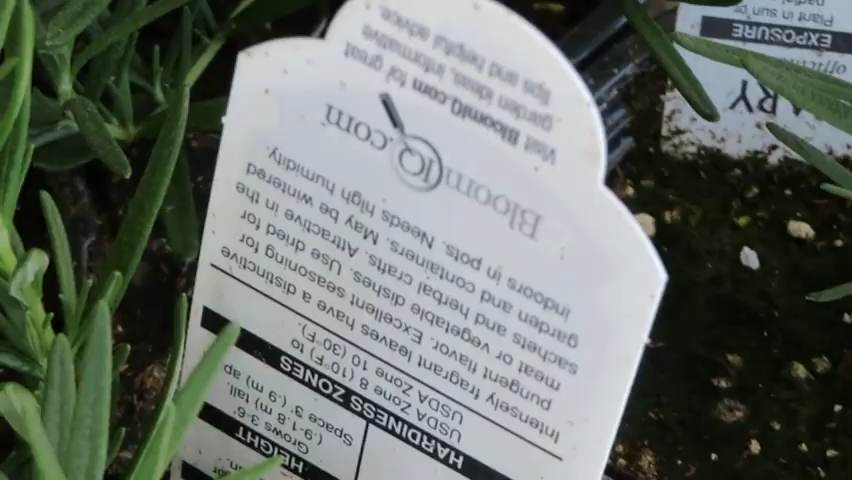 en.
HEIGHT
Grows 3-6'
(.9-1.8 m) tall.
Space 3' (.9 m) ap
HARDINESS ZONES
USDA Zone 8 (10°F) to
USDA Zone 10 (30°F).
Intensely fragrant leaves have a distinctive
pungent flavor. Excellent seasoning for
meat or vegetable dishes. Use dried for
sachets and herbal crafts. Attractive in the
garden and containers. May be wintered
indoors in pots. Needs high humidity.
BloomIQ.com
Visit BloomIQ.com for great
garden ideas, informative
tips and helpful advice.
ARY
EXPOSURE
Plant in sun or
partial